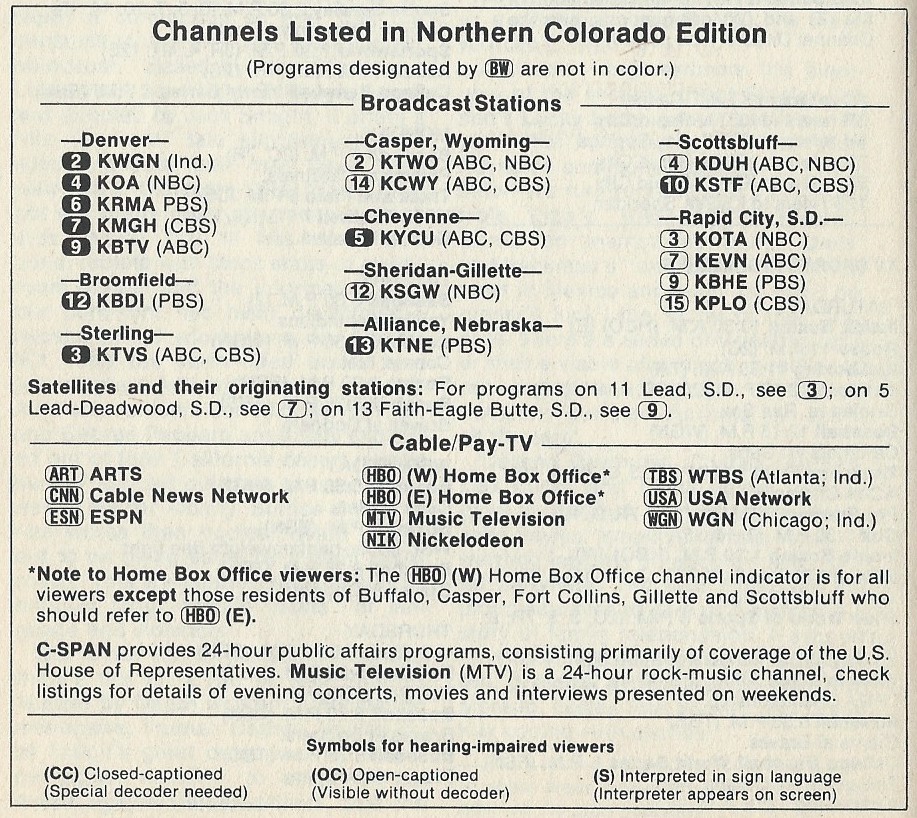 Channels Listed in Northern Colorado Edition
(Programs designated by BW are not in color.)
Broadcast Stations
—Denver—
2 KWGN (Ind.)
4 KOA (NBC)
6 KRMA PBS)
7 KMGH (CBS)
9 KBTV (ABC)
—Broomfield—
12 KBDI (PBS)
—Sterling—
3 KTVS (ABC, CBS)
—Casper, Wyoming—
2 KTWO (ABC, NBC)
14 KCWY (ABC, CBS)
—Cheyenne—
5 KYCU (ABC, CBS)
—Sheridan-Gillette—
12 KSGW (NBC)
—Alliance, Nebraska—
13 KTNE (PBS)
—Scottsbluff—
4 KDUH (ABC, NBC)
10 KSTF (ABC, CBS)
—Rapid City, S.D.—
3 KOTA (NBC)
7 KEVN (ABC)
9 KBHE (PBS)
15 KPLO (CBS)
Satellites and their originating stations: For programs on 11 Lead, S.D., see 3; on 5
Lead-Deadwood, S.D., see 7; on 13 Faith-Eagle Butte, S.D., see 9.
Cable/Pay-TV
ART ARTS
CNN Cable News Network
ESN ESPN
HBO (W) Home Box Office*
HBO (E) Home Box Office*
MTV Music Television
NIK Nickelodeon
TBS WTBS (Atlanta; Ind.)
USA USA Network
WGN WGN (Chicago; Ind.)
*Note to Home Box Office viewers: The HBO (W) Home Box Office channel indicator is for all
viewers except those residents of Buffalo, Casper, Fort Collins, Gillette and Scottsbluff who
should refer to HBO (E).
C-SPAN provides 24-hour public affairs programs, consisting primarily of coverage of the U.S.
House of Representatives. Music Television (MTV) is a 24-hour rock-music channel, check
listings for details of evening concerts, movies and interviews presented on weekends.
Symbols for hearing-impaired viewers
(CC) Closed-captioned
(Special decoder needed)
(OC) Open-captioned
(Visible without decoder)
(S) Interpreted in sign language
(Interpreter appears on screen)